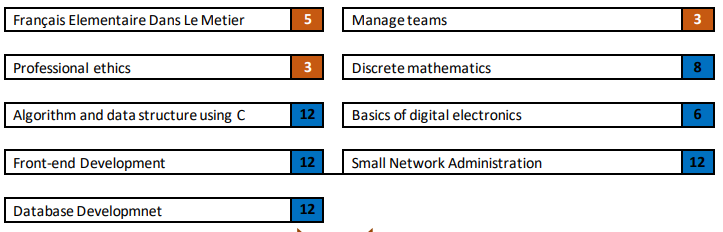 Français Elementaire Dans Le Metier 5 Manage teams 3
Professional ethics 3 Discrete mathematics 8
Algorithm and data structure using C 12 Basics of digital electronics 6
Front-end Development 12 Small Network Administration 12
Database Developmnet 12